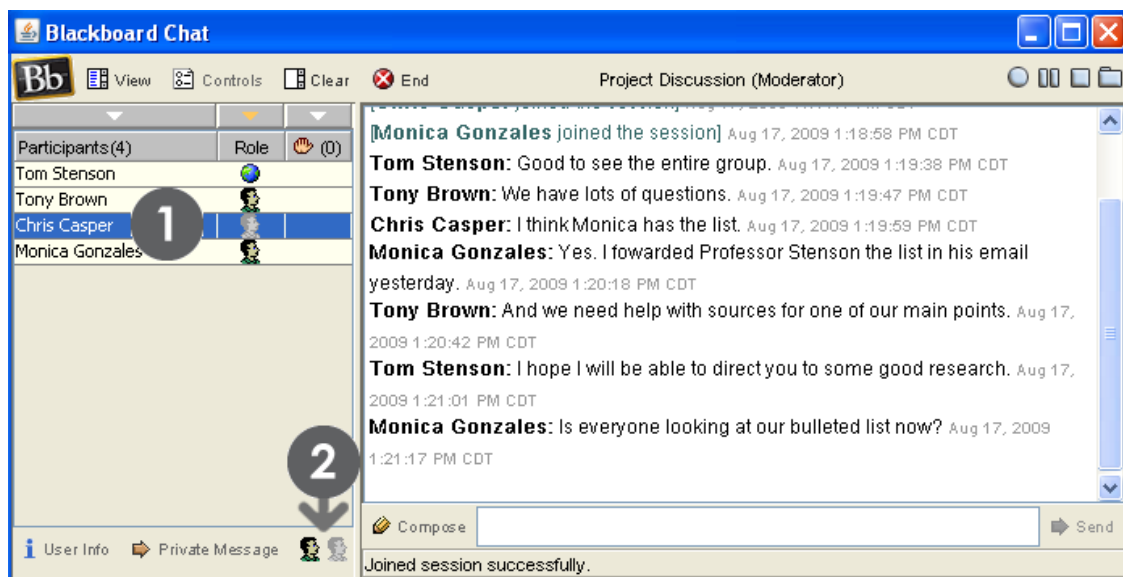 Blackboard Chat
Bb View Controls Clear End Project Discussion (Moderator)
Participants(4) Role (0)
Tom Stenson
Tony Brown
Chris Casper
Monica Gonzales
1
2
User Info Private Message
[Monica Gonzales joined the session] Aug 17, 2009 1:18:58 PM CDT
Tom Stenson: Good to see the entire group. Aug 17, 2009 1:19:38 PM CDT
Tony Brown: We have lots of questions. Aug 17, 2009 1:19:47 PM CDT
Chris Casper: I think Monica has the list. Aug 17, 2009 1:19:59 PM CDT
Monica Gonzales: Yes. I fowarded Professor Stenson the list in his email
yesterday. Aug 17, 2009 1:20:18 PM CDT
Tony Brown: And we need help with sources for one of our main points. Aug 17,
2009 1:20:42 PM CDT
Tom Stenson: I hope I will be able to direct you to some good research. Aug 17,
2009 1:21:01 PM CDT
Monica Gonzales: Is everyone looking at our bulleted list now? Aug 17, 2009
1:21:17 PM CDT
Compose Send
Joined session successfully.